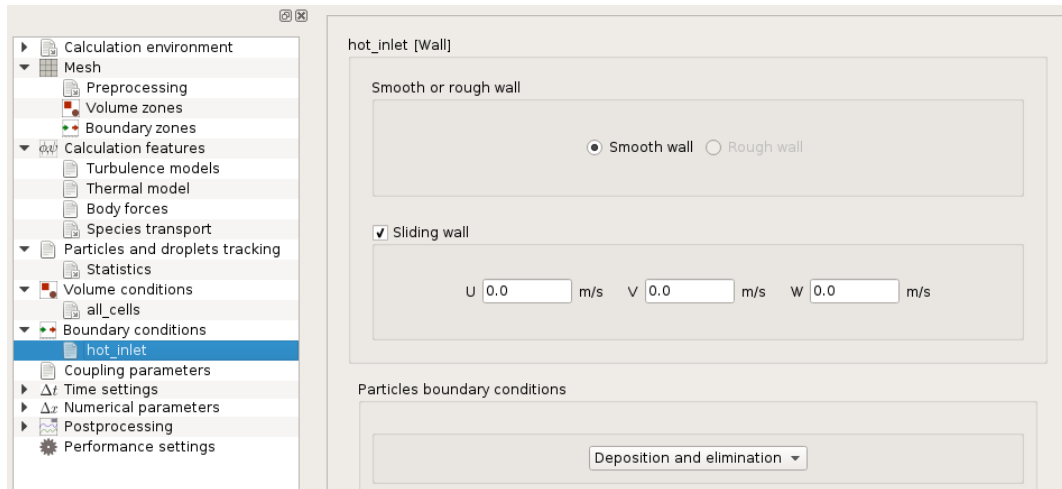 Calculation environment
Mesh
Preprocessing
Volume zones
Boundary zones
ϕ,ψ Calculation features
Turbulence models
Thermal model
Body forces
Species transport
Particles and droplets tracking
Statistics
Volume conditions
all_cells
Boundary conditions
hot_inlet
Coupling parameters
Δt Time settings
Δx Numerical parameters
Postprocessing
Performance settings
hot_inlet [Wall]
Smooth or rough wall
Smooth wall Rough wall
Sliding wall
U 0.0 m/s V 0.0 m/s W 0.0 m/s
Particles boundary conditions
Deposition and elimination